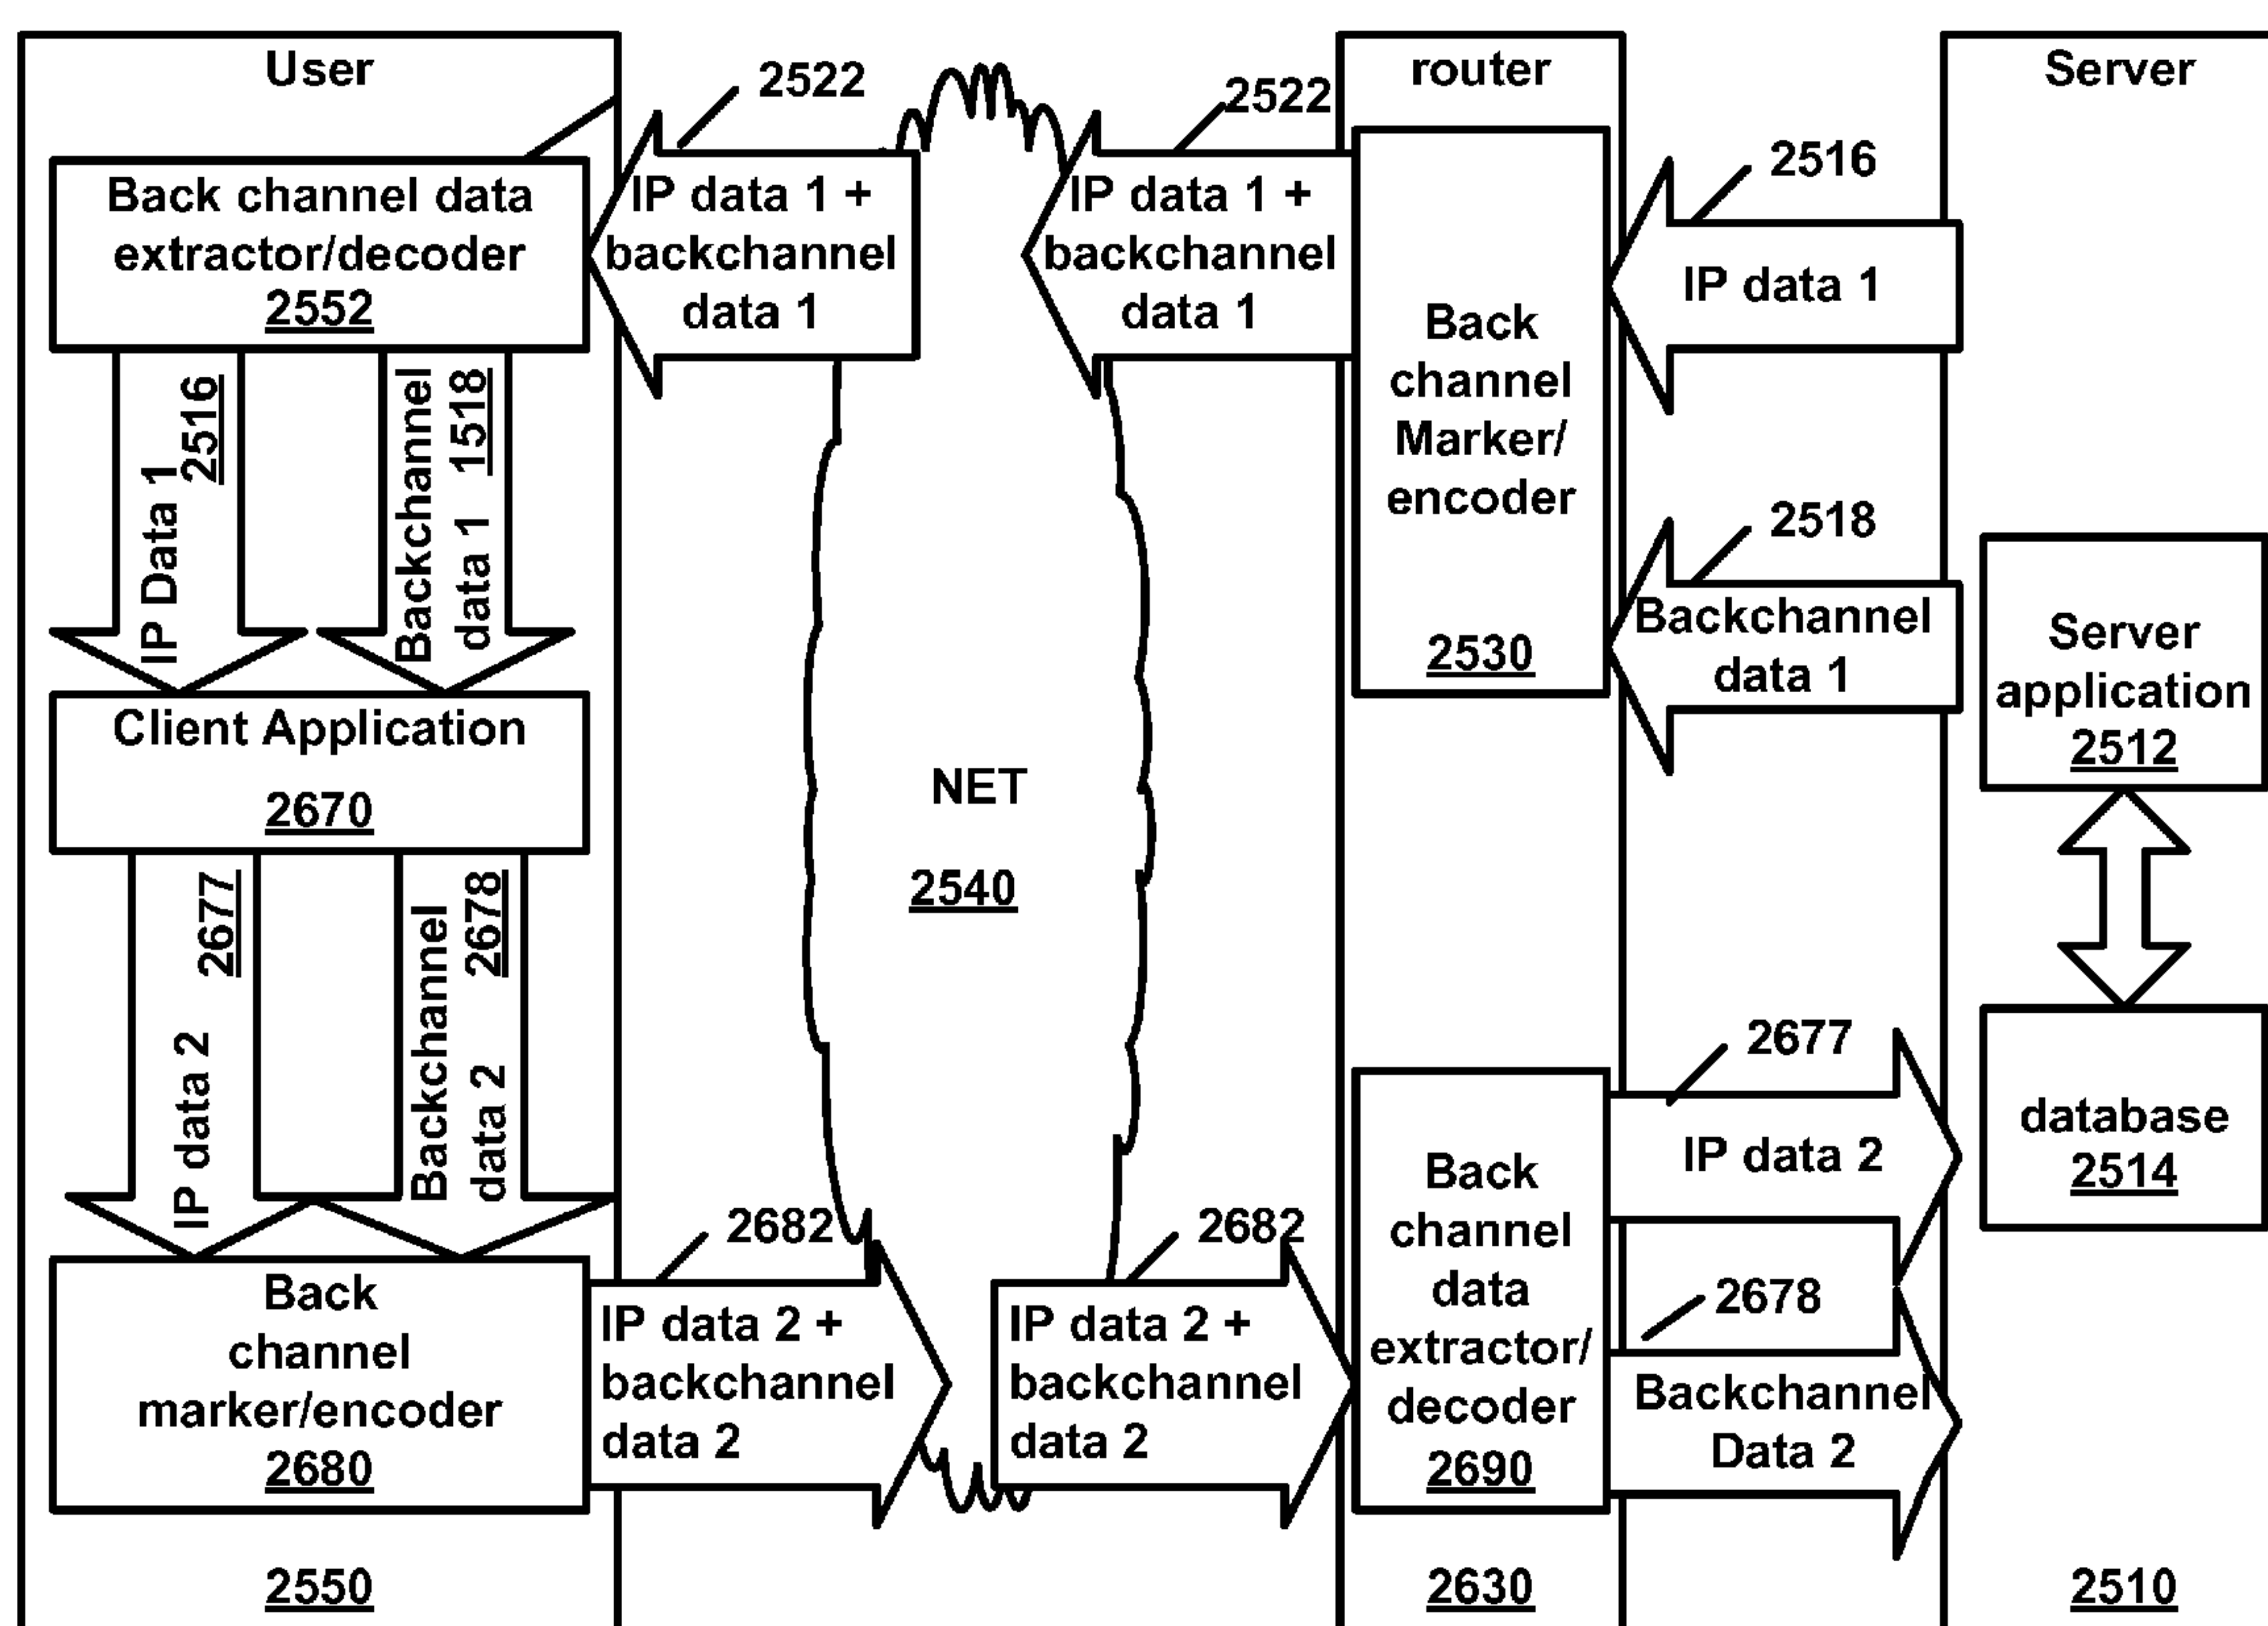 User
2522
2522
router
Server
Back channel data
extractor/decoder
2552
IP data 1 +
backchannel
data 1
IP data 1 +
backchannel
data 1
2516
IP data 1
Back
channel
Marker/
encoder
2530
2518
Backchannel
data 1
Server
application
2512
IP Data 1
2516
Backchannel
data 1 1518
Client Application
2670
NET
2540
IP data 2
2677
Backchannel
data 2 2678
2677
IP data 2
database
2514
2682
2682
Back
channel
marker/encoder
2680
IP data 2 +
backchannel
data 2
IP data 2 +
backchannel
data 2
Back
channel
data
extractor/
decoder
2690
2678
Backchannel
Data 2
2550
2630
2510